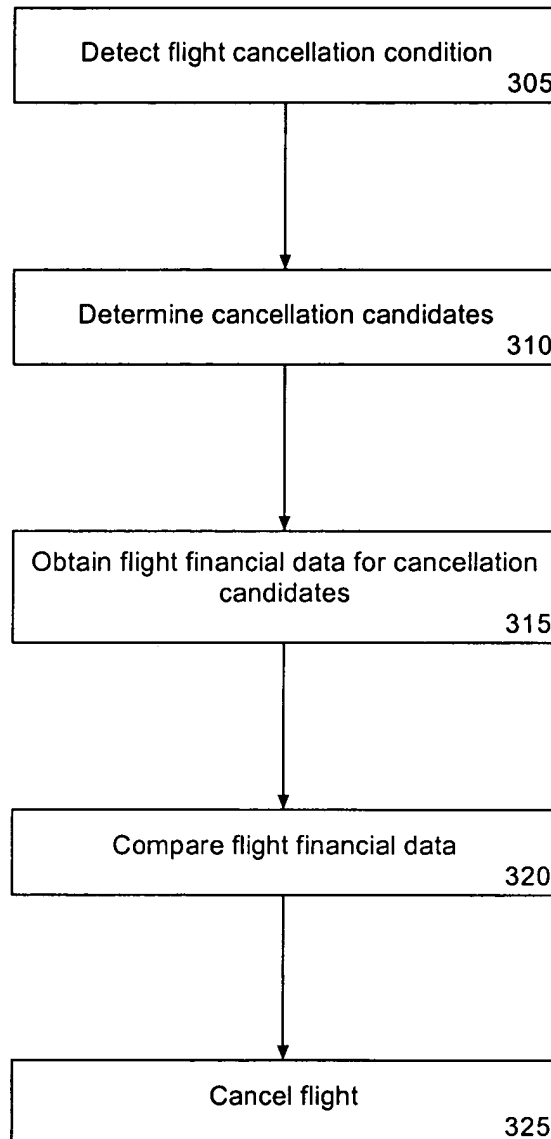 Detect flight cancellation condition
305
Determine cancellation candidates
310
Obtain flight financial data for cancellation
candidates
315
Compare flight financial data
320
Cancel flight
325